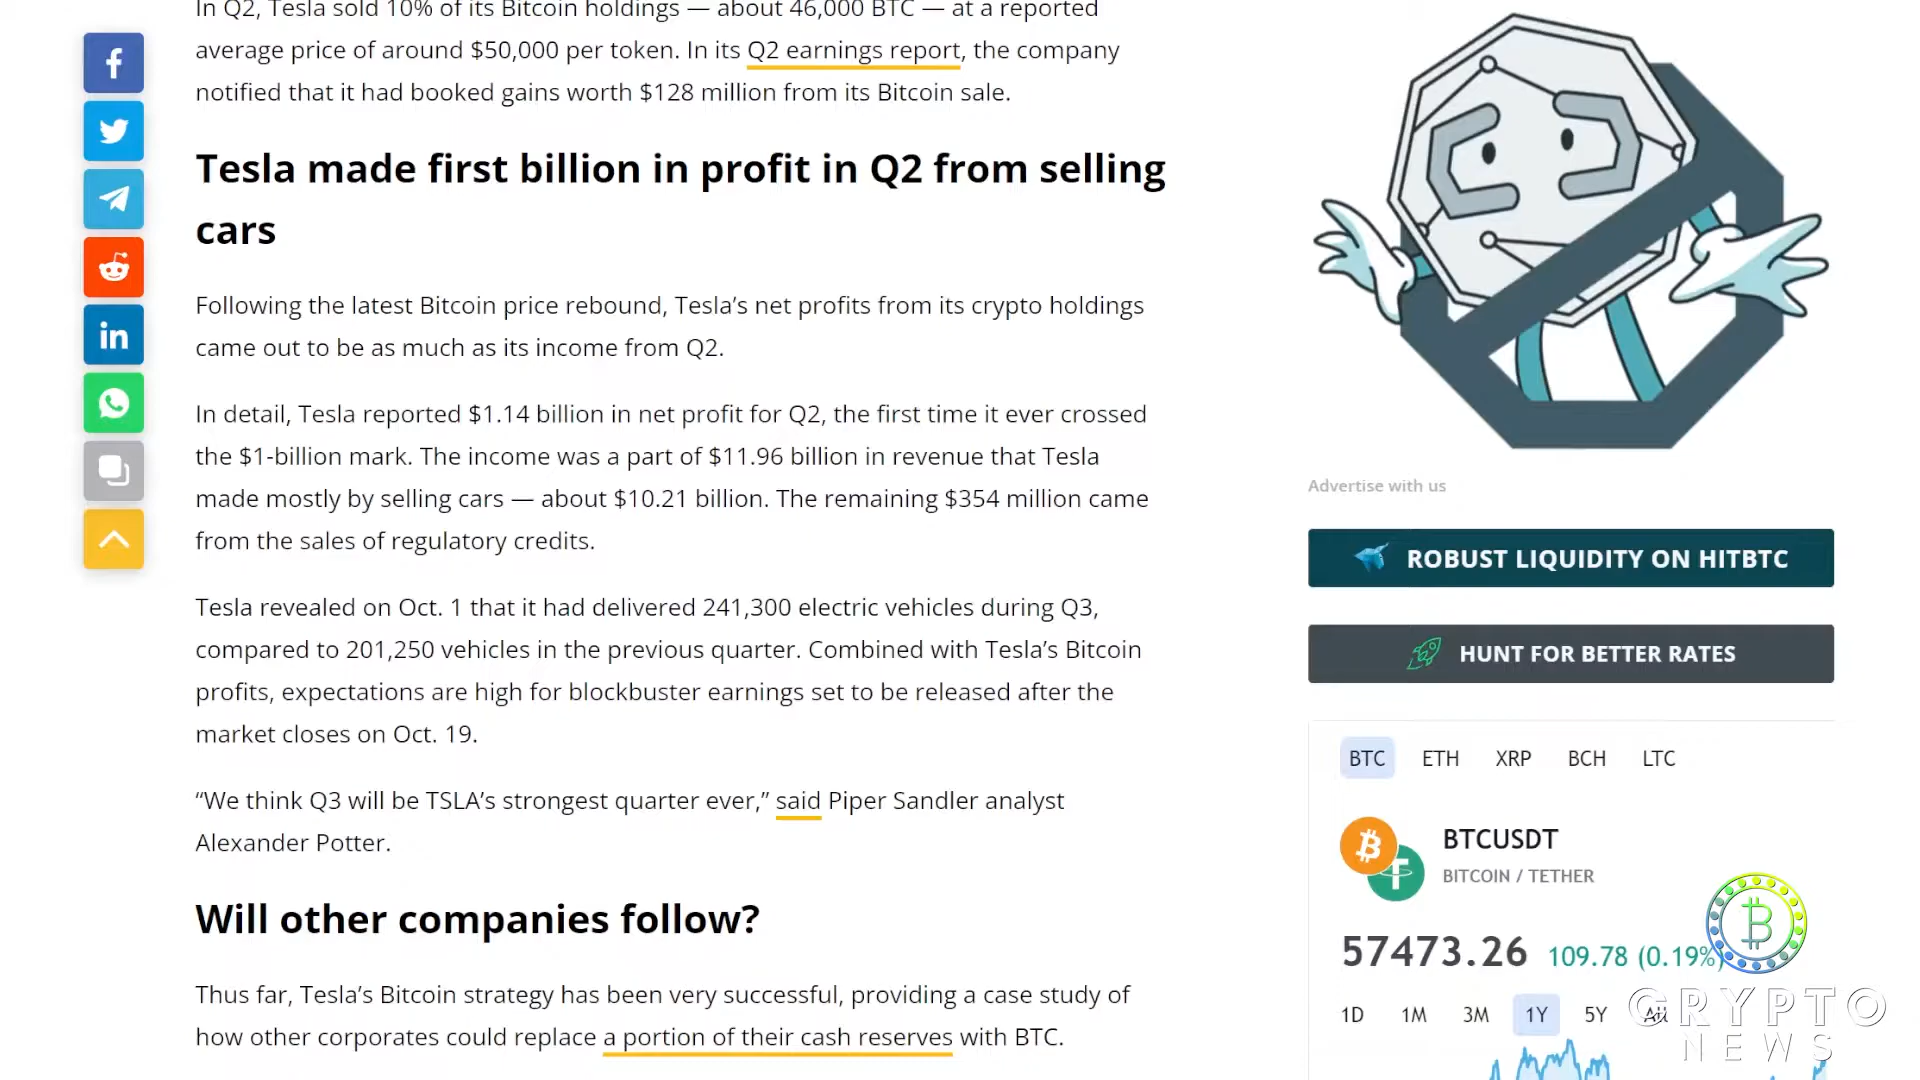 In Q2, Tesla sold 10% of its Bitcoin holdings — about 46,000 BTC — at a reported
average price of around $50,000 per token. In its Q2 earnings report, the company
notified that it had booked gains worth $128 million from its Bitcoin sale.
Tesla made first billion in profit in Q2 from selling
cars
Following the latest Bitcoin price rebound, Tesla’s net profits from its crypto holdings
came out to be as much as its income from Q2.
In detail, Tesla reported $1.14 billion in net profit for Q2, the first time it ever crossed
the $1-billion mark. The income was a part of $11.96 billion in revenue that Tesla
made mostly by selling cars — about $10.21 billion. The remaining $354 million came
from the sales of regulatory credits.
Tesla revealed on Oct. 1 that it had delivered 241,300 electric vehicles during Q3,
compared to 201,250 vehicles in the previous quarter. Combined with Tesla’s Bitcoin
profits, expectations are high for blockbuster earnings set to be released after the
market closes on Oct. 19.
“We think Q3 will be TSLA’s strongest quarter ever,” said Piper Sandler analyst
Alexander Potter.
Will other companies follow?
Thus far, Tesla’s Bitcoin strategy has been very successful, providing a case study of
how other corporates could replace a portion of their cash reserves with BTC.
Advertise with us
ROBUST LIQUIDITY ON HITBTC
HUNT FOR BETTER RATES
BTC ETH XRP BCH LTC
BTCUSDT
BITCOIN / TETHER
57473.26 109.78 (0.19%)
1D 1M 3M 1Y 5Y All
CRYPTO
NEWS